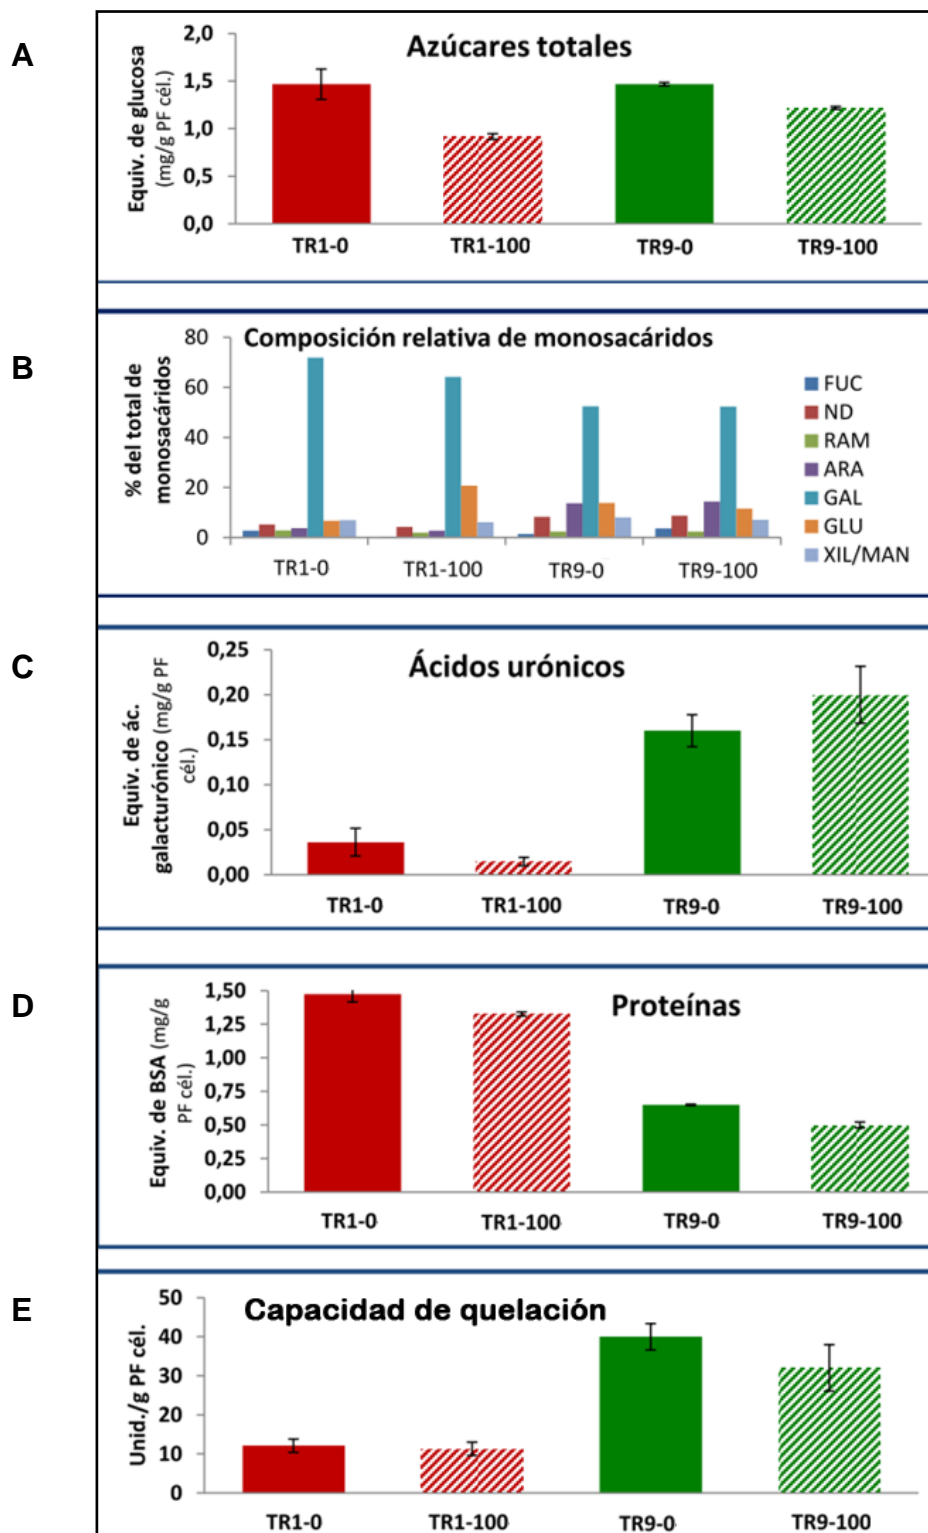 A
Azúcares totales
Equiv. de glucosa
(mg/g PF cél.)
2,0
1,5
1,0
0,5
0,0
TR1-0 TR1-100 TR9-0 TR9-100
B
Composición relativa de monosacáridos
% del total de
monosacáridos
80
60
40
20
0
TR1-0 TR1-100 TR9-0 TR9-100
FUC
ND
RAM
ARA
GAL
GLU
XIL/MAN
C
Ácidos urónicos
Equiv. de ác.
galacturónico (mg/g PF
cél.)
0,25
0,20
0,15
0,10
0,05
0,00
TR1-0 TR1-100 TR9-0 TR9-100
D
Proteínas
Equiv. de BSA (mg/g
PF cél.)
1,50
1,25
1,00
0,75
0,50
0,25
0,00
TR1-0 TR1-100 TR9-0 TR9-100
E
Capacidad de quelación
Unid./g PF cél.
50
40
30
20
10
0
TR1-0 TR1-100 TR9-0 TR9-100